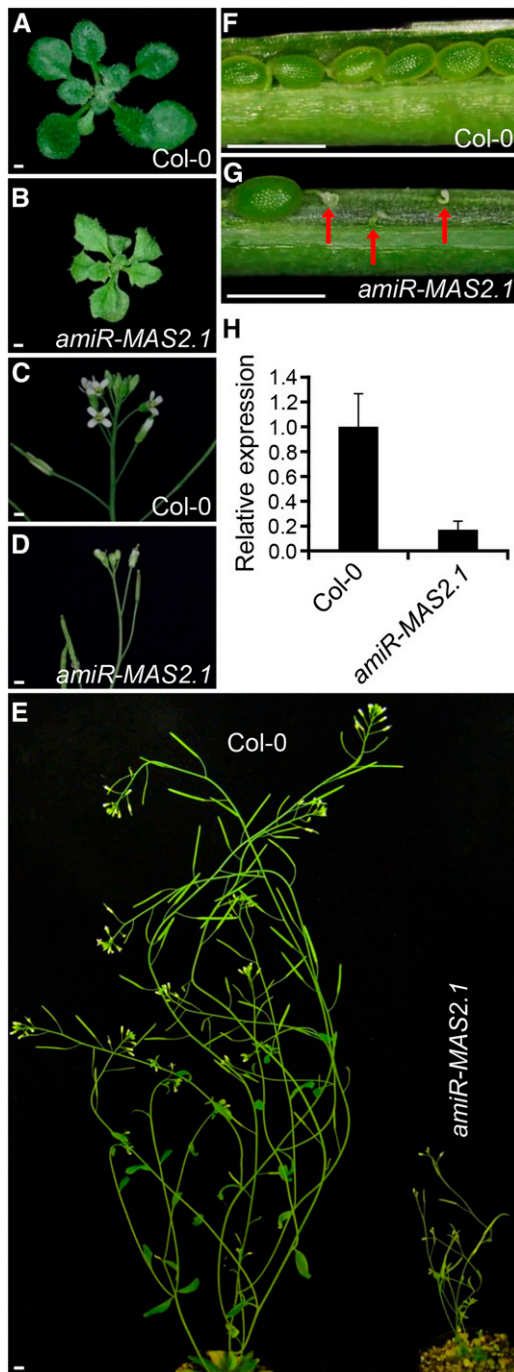 A
Col-0
B
amiR-MAS2.1
C
Col-0
D
amiR-MAS2.1
E
Col-0
amiR-MAS2.1
F
Col-0
G
amiR-MAS2.1
H
Relative expression
1.4
1.2
1.0
0.8
0.6
0.4
0.2
0.0
Col-0
amiR-MAS2.1